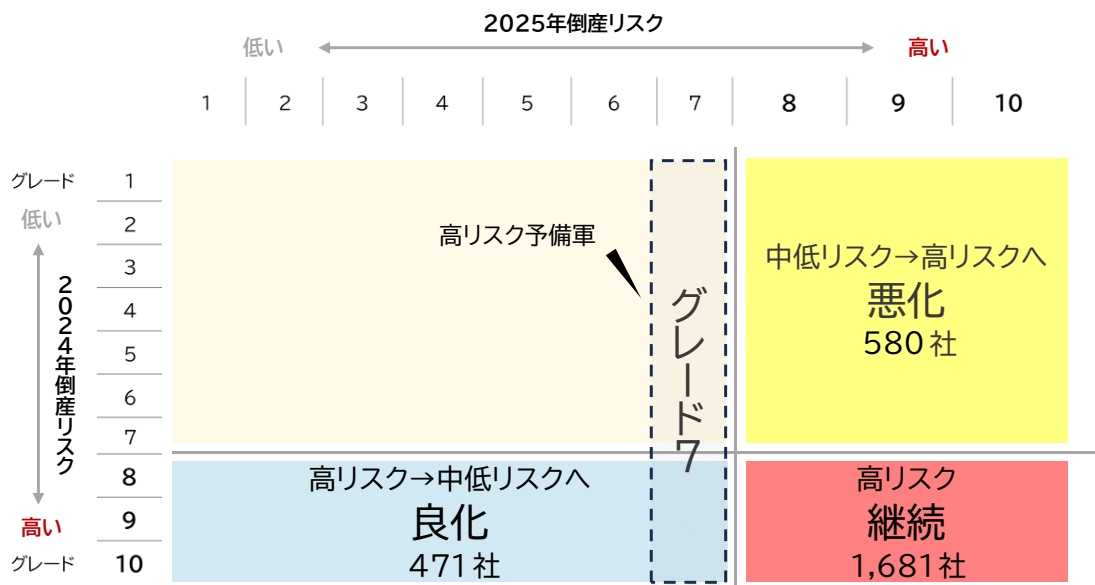 2025年倒産リスク
低い
高い
1 2 3 4 5 6 7 8 9 10
グレード 1
低い
2
3
4
5
6
7
8
9
高い
グレード 10
2024年倒産リスク
高リスク予備軍
グレード7
中低リスク→高リスクへ
悪化
580社
高リスク→中低リスクへ
良化
471社
高リスク
継続
1,681社